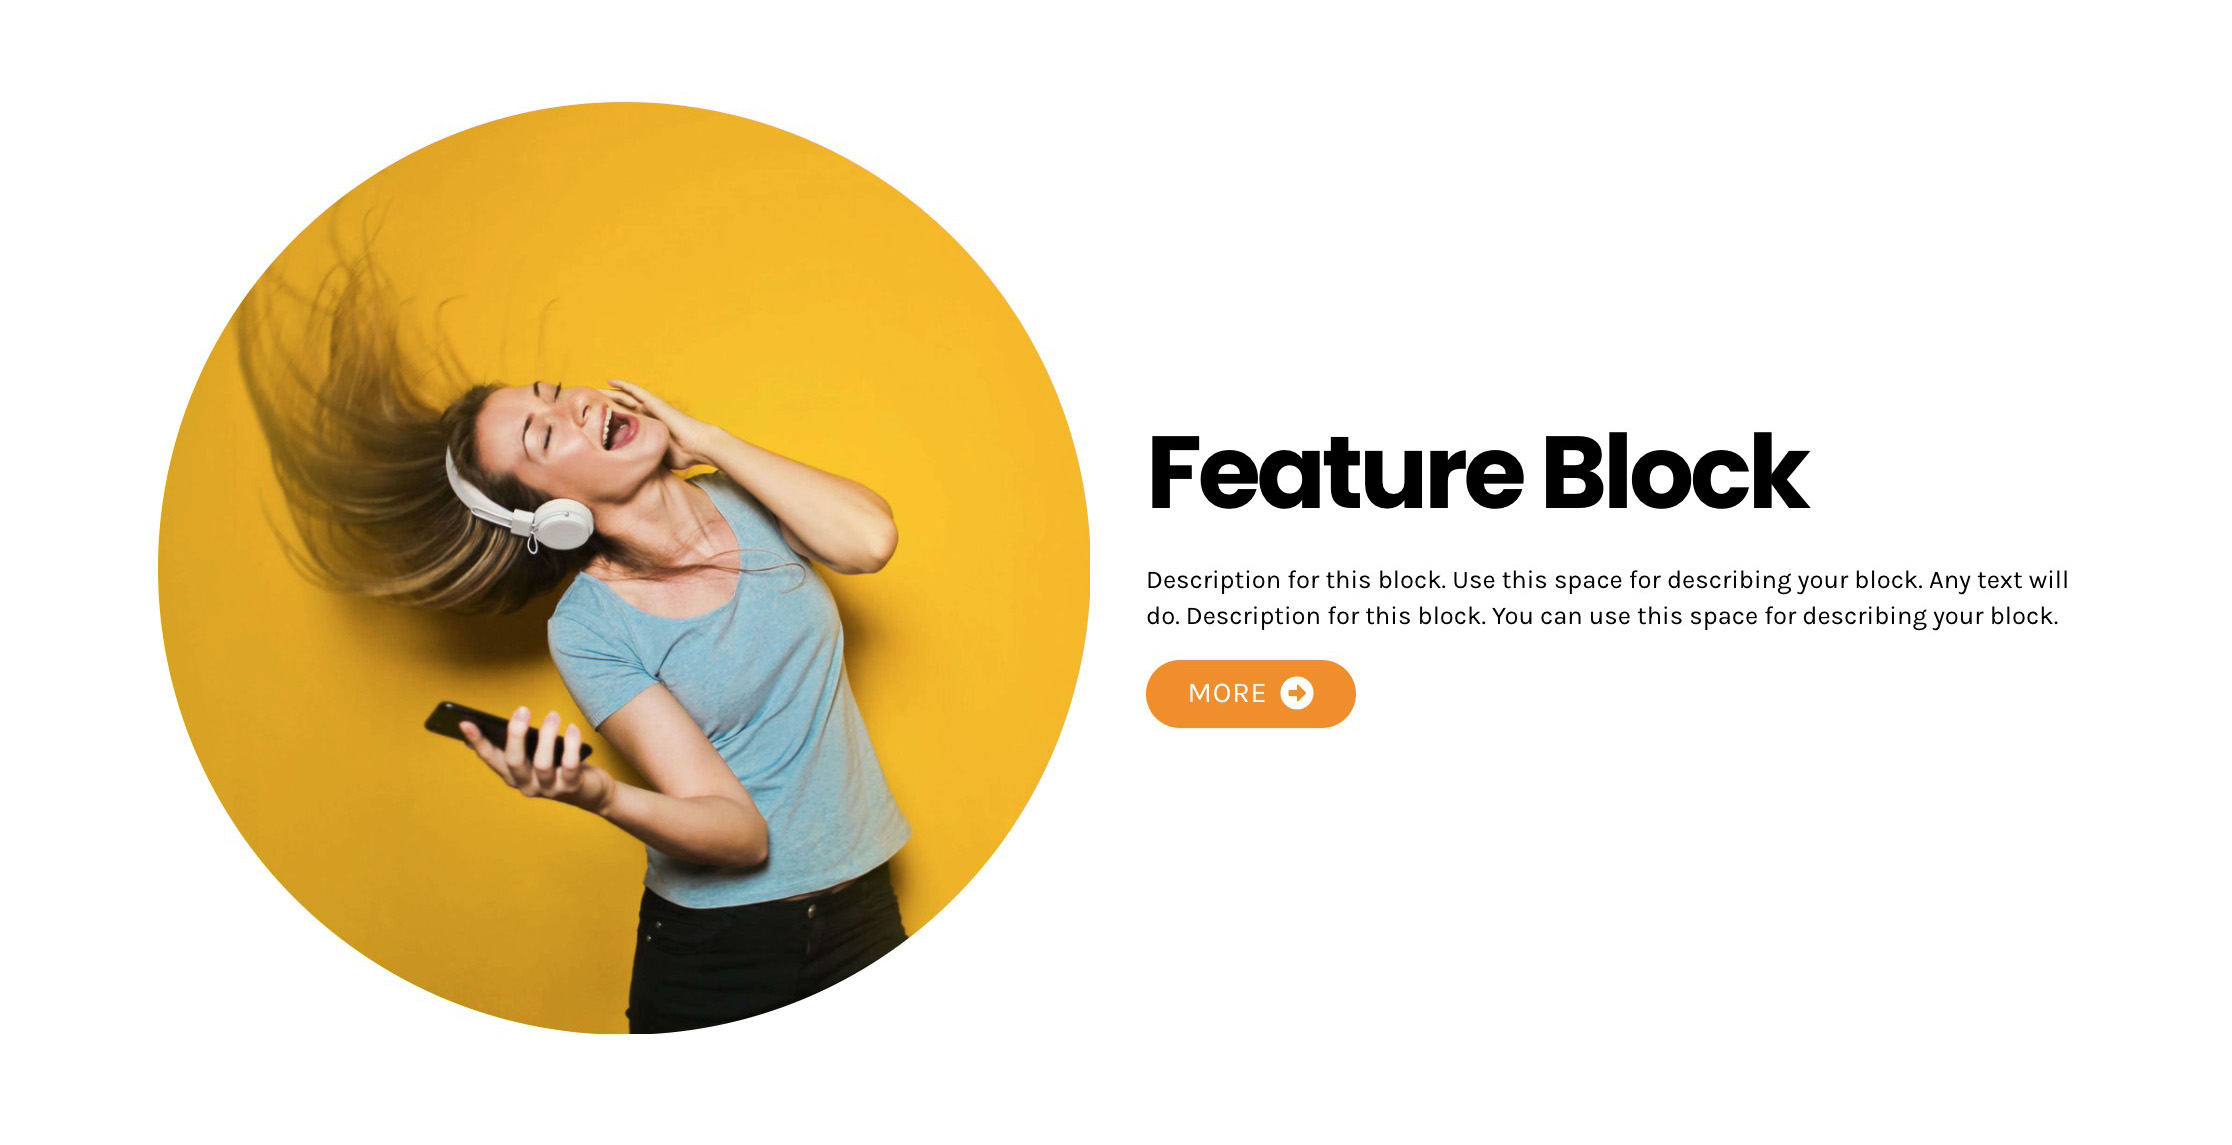 Feature Block
Description for this block. Use this space for describing your block. Any text will
do. Description for this block. You can use this space for describing your block.
MORE